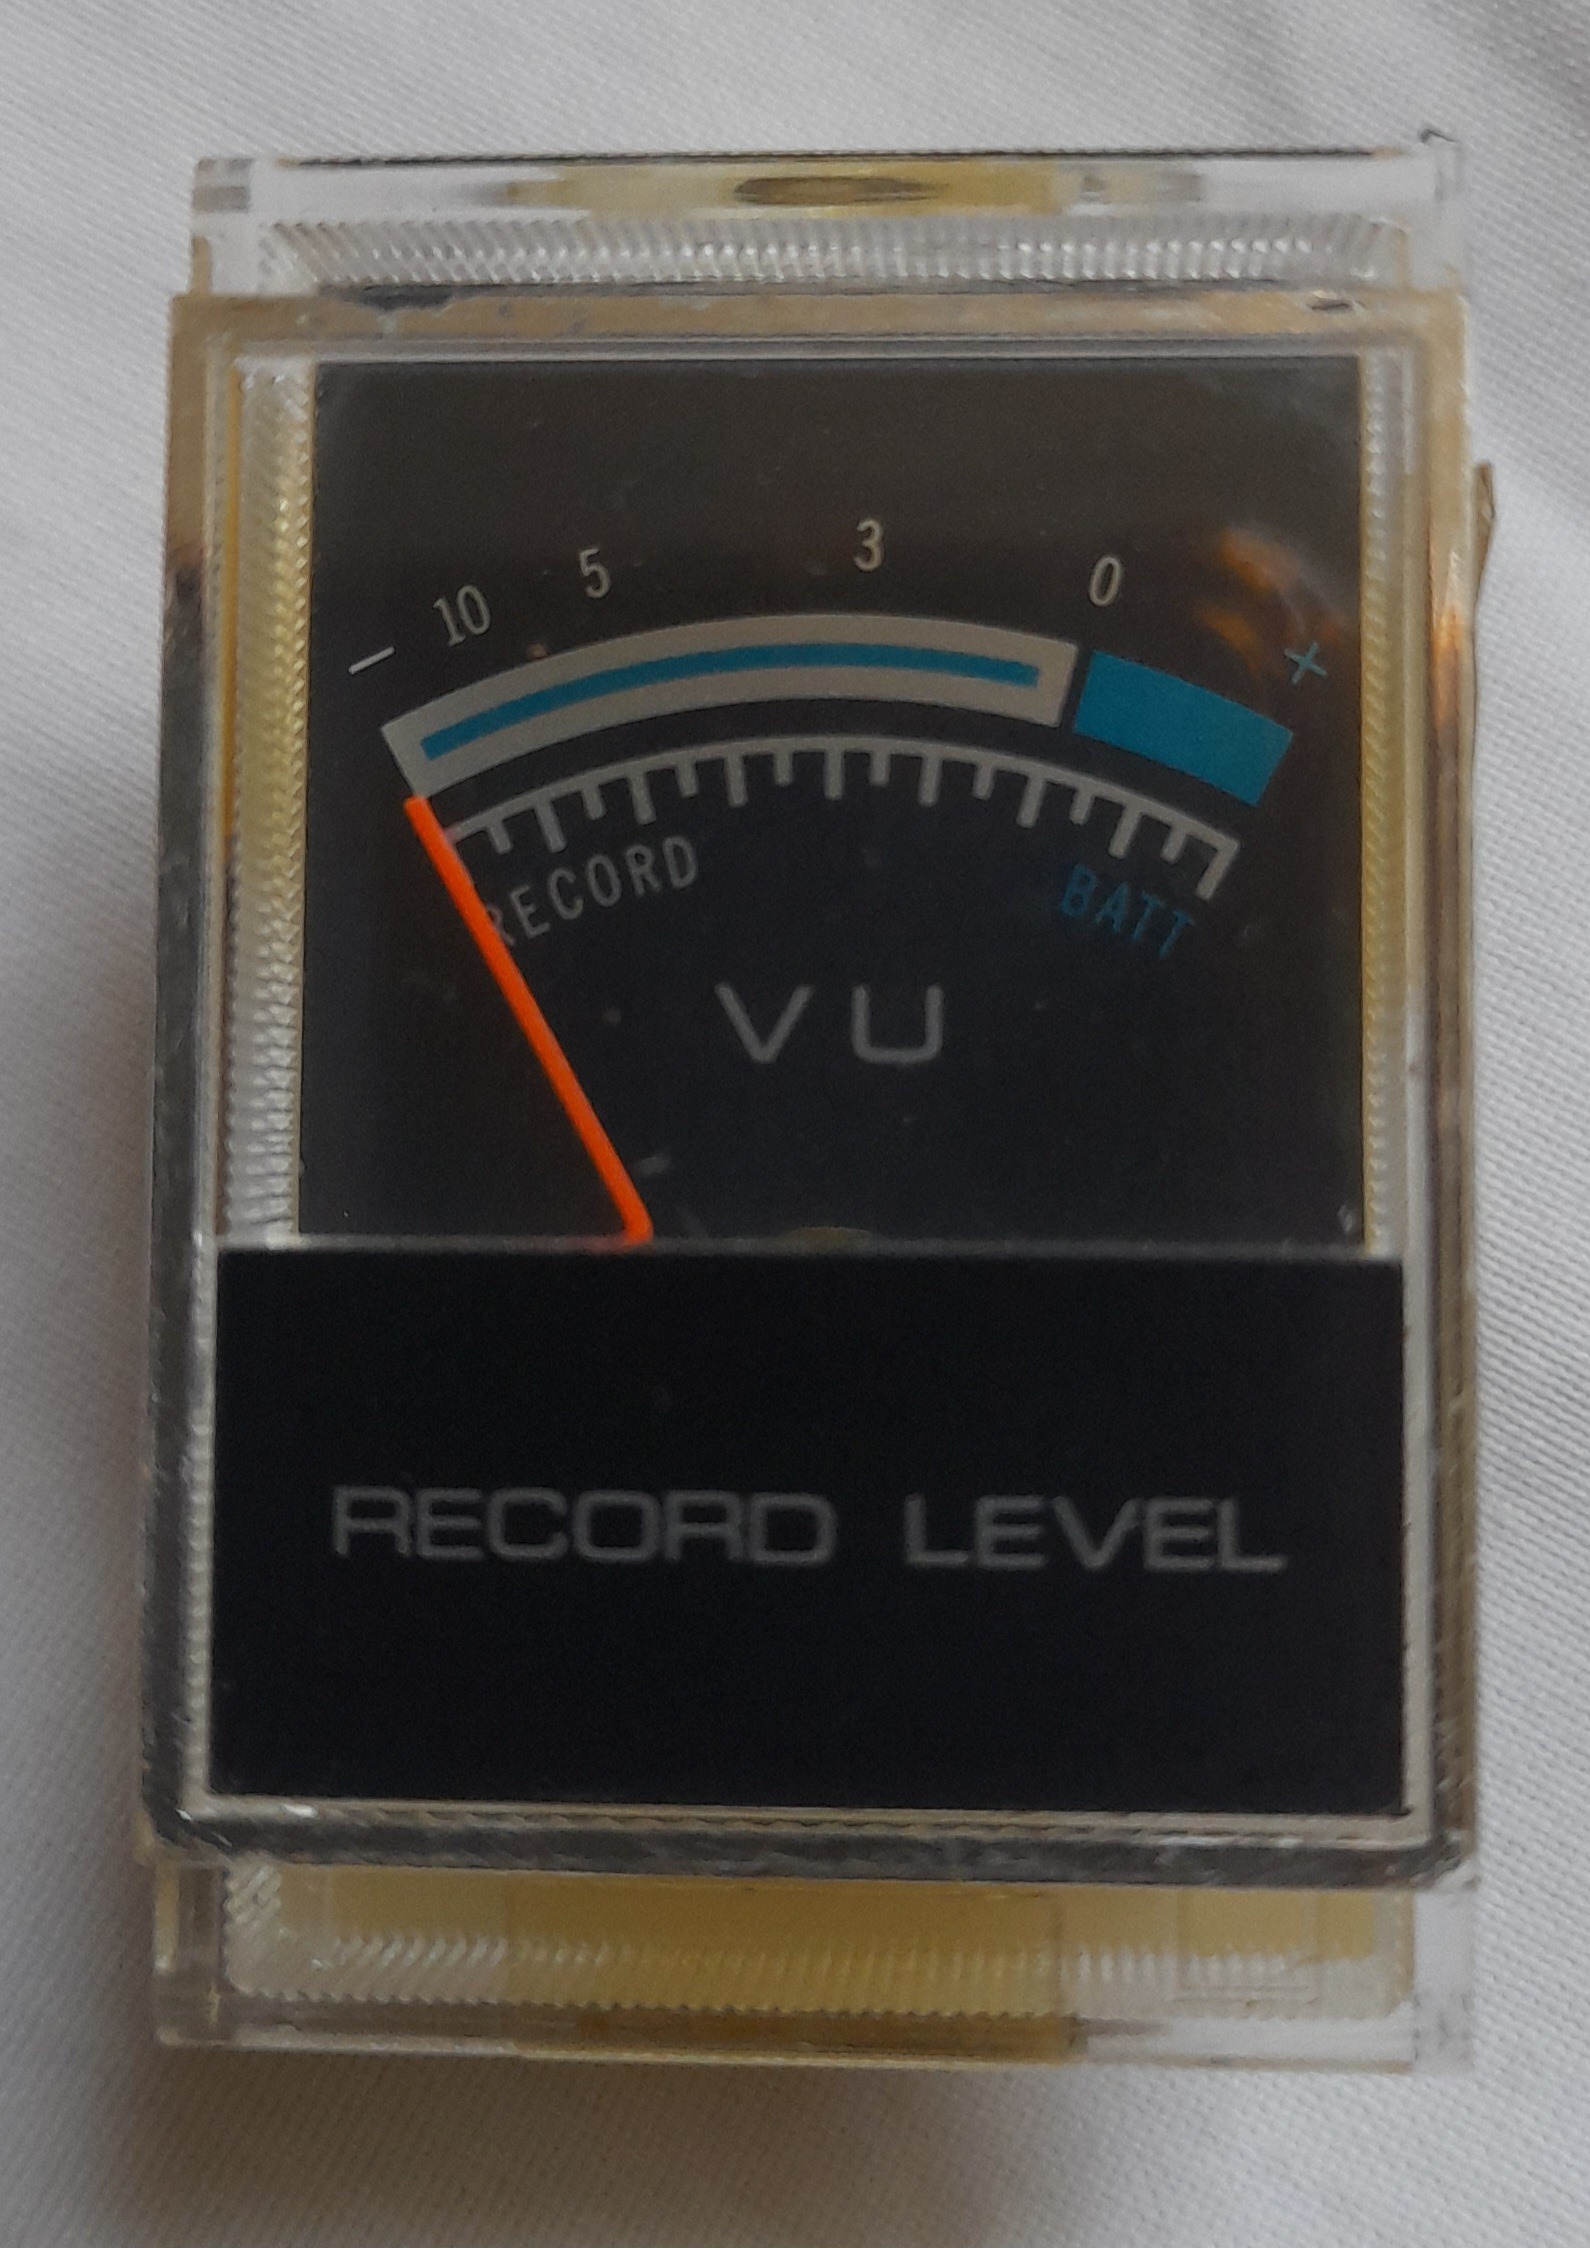 − 10 5 3 0 +
RECORD BATT
VU
RECORD LEVEL